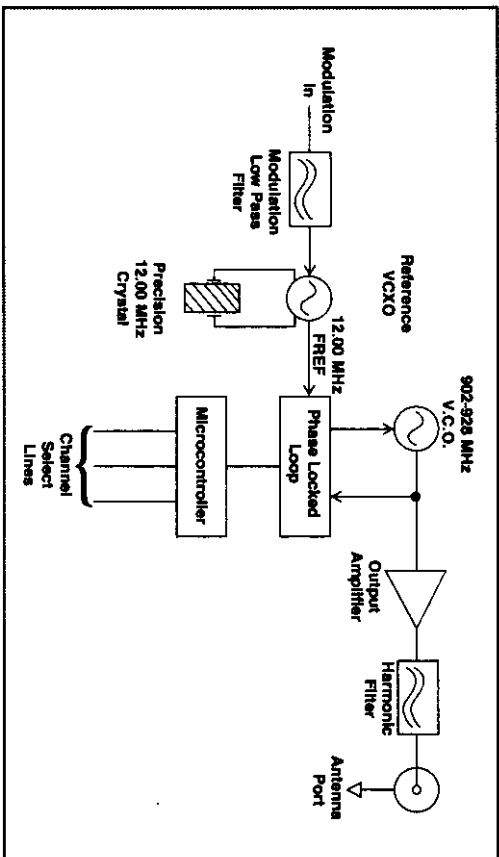 Modulation
In
Modulation
Low Pass
Filter
Reference
VCXO
Precision
12.00 MHz
Crystal
12.00 MHz
FREF
902-928 MHz
V.C.O.
Phase Locked
Loop
Microcontroller
Channel
Select
Lines
Output
Amplifier
Harmonic
Filter
Antenna
Port